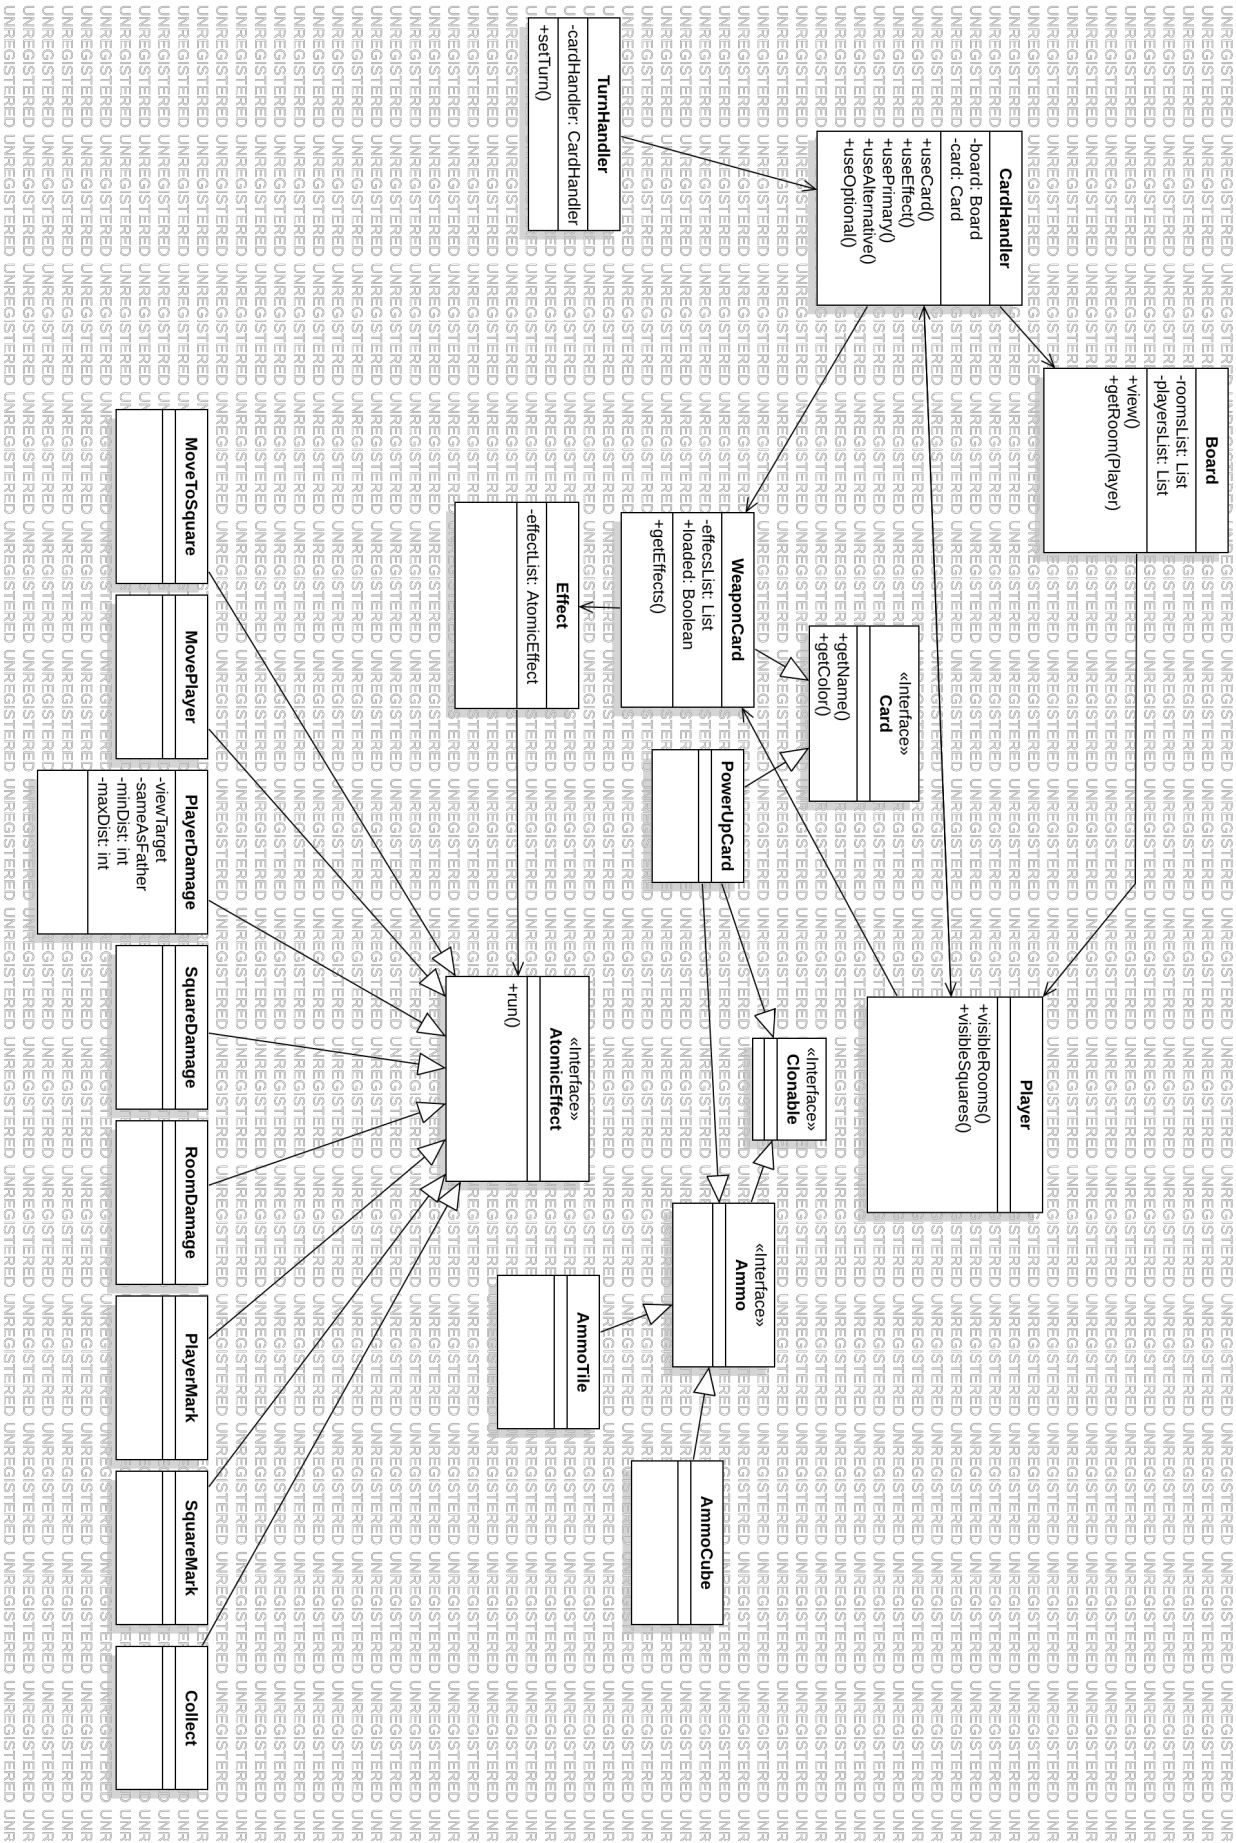 Board
-roomsList: List
-playersList: List
+view()
+getRoom(Player)
CardHandler
-board: Board
-card: Card
+useCard()
+useEffect()
+usePrimary()
+useAlternative()
+useOptional()
Player
+visibleRooms()
+visibleSquares()
«Interface»
Card
+getName()
+getColor()
«Interface»
Clonable
«Interface»
Ammo
WeaponCard
-effecsList: List
+loaded: Boolean
+getEffects()
PowerUpCard
AmmoCube
TurnHandler
-cardHandler: CardHandler
+setTurn()
Effect
-effectList: AtomicEffect
«Interface»
AtomicEffect
+run()
AmmoTile
MoveToSquare
MovePlayer
PlayerDamage
-viewTarget
-sameAsFather
-minDist: int
-maxDist: int
SquareDamage
RoomDamage
PlayerMark
SquareMark
Collect
UNREGISTERED